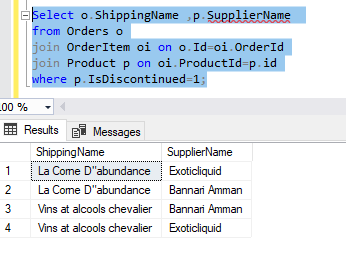 Select o.ShippingName ,p.SupplierName
from Orders o
join OrderItem oi on o.Id=oi.OrderId
join Product p on oi.ProductId=p.id
where p.IsDiscontinued=1;
00 %
Results Messages
ShippingName SupplierName
1 La Corne D"abundance Exoticliquid
2 La Corne D"abundance Bannari Amman
3 Vins at alcools chevalier Bannari Amman
4 Vins at alcools chevalier Exoticliquid